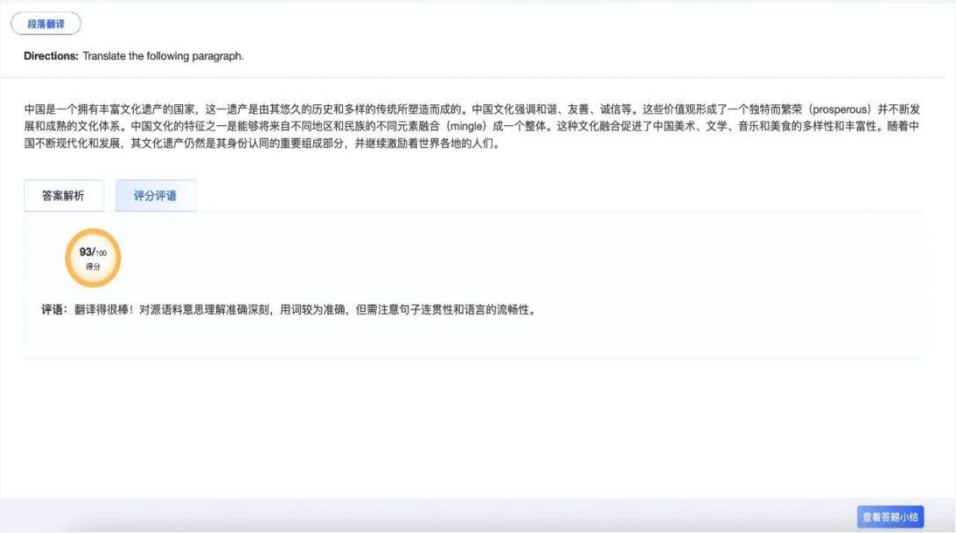 段落翻译
Directions: Translate the following paragraph.
中国是一个拥有丰富文化遗产的国家，这一遗产是由其悠久的历史和多样的传统所塑造而成的。中国文化强调和谐、友善、诚信等。这些价值观形成了一个独特而繁荣（prosperous）并不断发
展和成熟的文化体系。中国文化的特征之一是能够将来自不同地区和民族的不同元素融合（mingle）成一个整体。这种文化融合促进了中国美术、文学、音乐和美食的多样性和丰富性。随着中
国不断现代化和发展，其文化遗产仍然是其身份认同的重要组成部分，并继续激励着世界各地的人们。
答案解析 评分评语
93/100
得分
评语：翻译得很棒！对源语料意思理解准确深刻，用词较为准确，但需注意句子连贯性和语言的流畅性。
查看答题小结